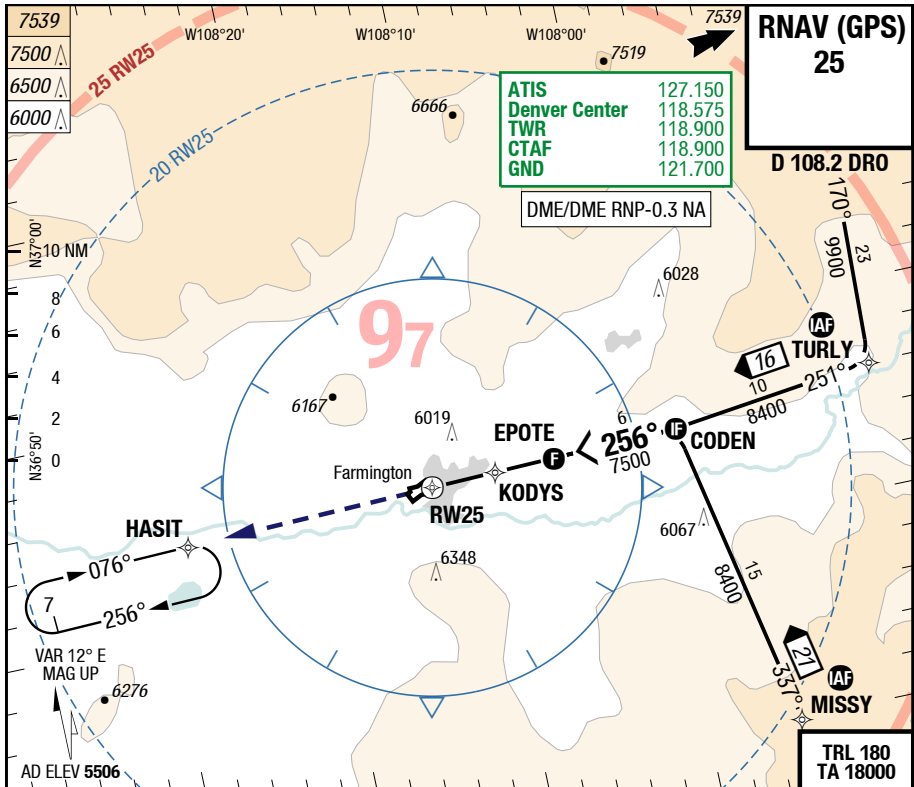 7539
7500
6500
6000
W108°20'
W108°10'
W108°00'
7539
7519
6666
25 RW25
20 RW25
RNAV (GPS)
25
ATIS 127.150
Denver Center 118.575
TWR 118.900
CTAF 118.900
GND 121.700
DME/DME RNP-0.3 NA
D 108.2 DRO
170°
23
9900
N37°00'
10 NM
8
6
4
2
0
N36°50'
6028
97
IAF
TURLY
16
10
251°
8400
6167
6019
EPOTE
F
6
256°
7500
IF
CODEN
Farmington
KODYS
RW25
HASIT
076°
7
256°
6348
6067
15
8400
21
337°
IAF
MISSY
VAR 12° E
MAG UP
6276
AD ELEV 5506
TRL 180
TA 18000